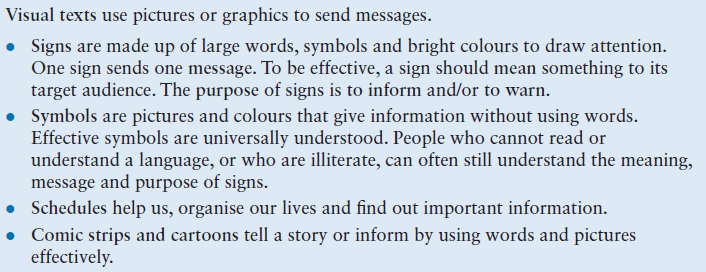 Visual texts use pictures or graphics to send messages.
• Signs are made up of large words, symbols and bright colours to draw attention.
One sign sends one message. To be effective, a sign should mean something to its
target audience. The purpose of signs is to inform and/or to warn.
• Symbols are pictures and colours that give information without using words.
Effective symbols are universally understood. People who cannot read or
understand a language, or who are illiterate, can often still understand the meaning,
message and purpose of signs.
• Schedules help us, organise our lives and find out important information.
• Comic strips and cartoons tell a story or inform by using words and pictures
effectively.